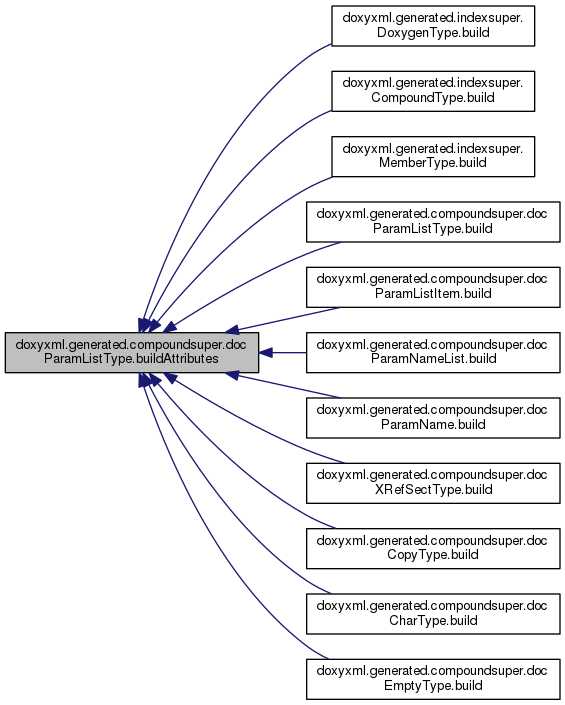 doxyxml.generated.indexsuper.
DoxygenType.build
doxyxml.generated.indexsuper.
CompoundType.build
doxyxml.generated.indexsuper.
MemberType.build
doxyxml.generated.compoundsuper.doc
ParamListType.build
doxyxml.generated.compoundsuper.doc
ParamListItem.build
doxyxml.generated.compoundsuper.doc
ParamListType.buildAttributes
doxyxml.generated.compoundsuper.doc
ParamNameList.build
doxyxml.generated.compoundsuper.doc
ParamName.build
doxyxml.generated.compoundsuper.doc
XRefSectType.build
doxyxml.generated.compoundsuper.doc
CopyType.build
doxyxml.generated.compoundsuper.doc
CharType.build
doxyxml.generated.compoundsuper.doc
EmptyType.build